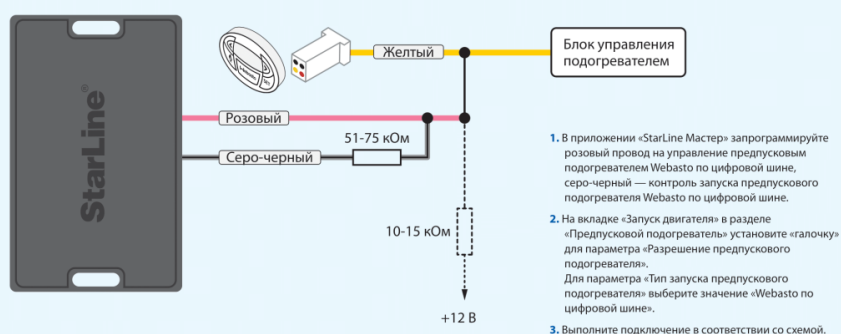 StarLine®
Желтый
Блок управления
подогревателем
Розовый
51-75 кОм
Серо-черный
10-15 кОм
+12 В
1. В приложении «StarLine Мастер» запрограммируйте
розовый провод на управление предпусковым
подогревателем Webasto по цифровой шине,
серо-черный — контроль запуска предпускового
подогревателя Webasto по цифровой шине.
2. На вкладке «Запуск двигателя» в разделе
«Предпусковой подогреватель» установите «галочку»
для параметра «Разрешение предпускового
подогревателя».
Для параметра «Тип запуска предпускового
подогревателя» выберите значение «Webasto по
цифровой шине».
3. Выполните подключение в соответствии со схемой.